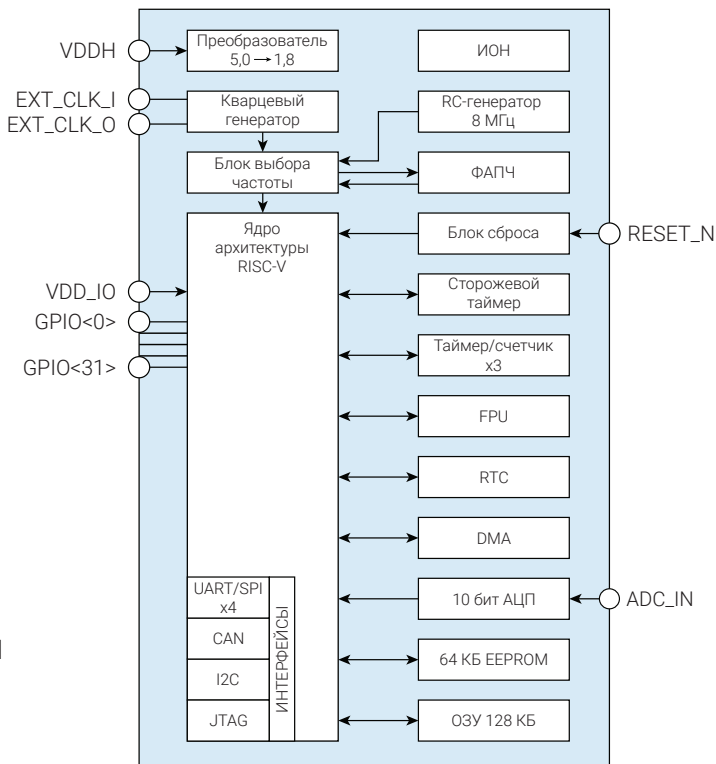 VDDH
Преобразователь
5,0 → 1,8
ИОН
EXT_CLK_I
EXT_CLK_O
Кварцевый
генератор
RC-генератор
8 МГц
Блок выбора
частоты
ФАПЧ
Ядро
архитектуры
RISC-V
Блок сброса
RESET_N
VDD_IO
GPIO<0>
GPIO<31>
Сторожевой
таймер
Таймер/счетчик
x3
FPU
RTC
DMA
UART/SPI
x4
CAN
I2C
JTAG
ИНТЕРФЕЙСЫ
10 бит АЦП
ADC_IN
64 КБ EEPROM
ОЗУ 128 КБ